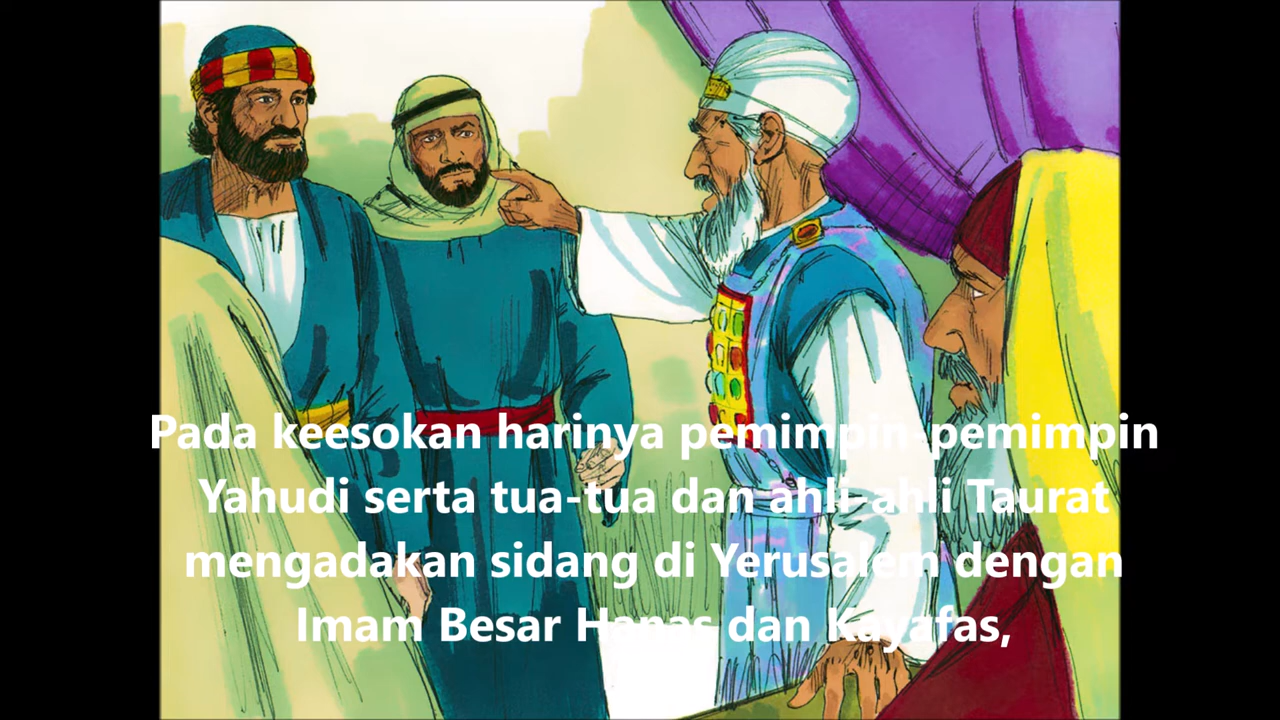 Pada keesokan harinya pemimpin-pemimpin
Yahudi serta tua-tua dan ahli-ahli Taurat
mengadakan sidang di Yerusalem dengan
Imam Besar Hanas dan Kayafas,